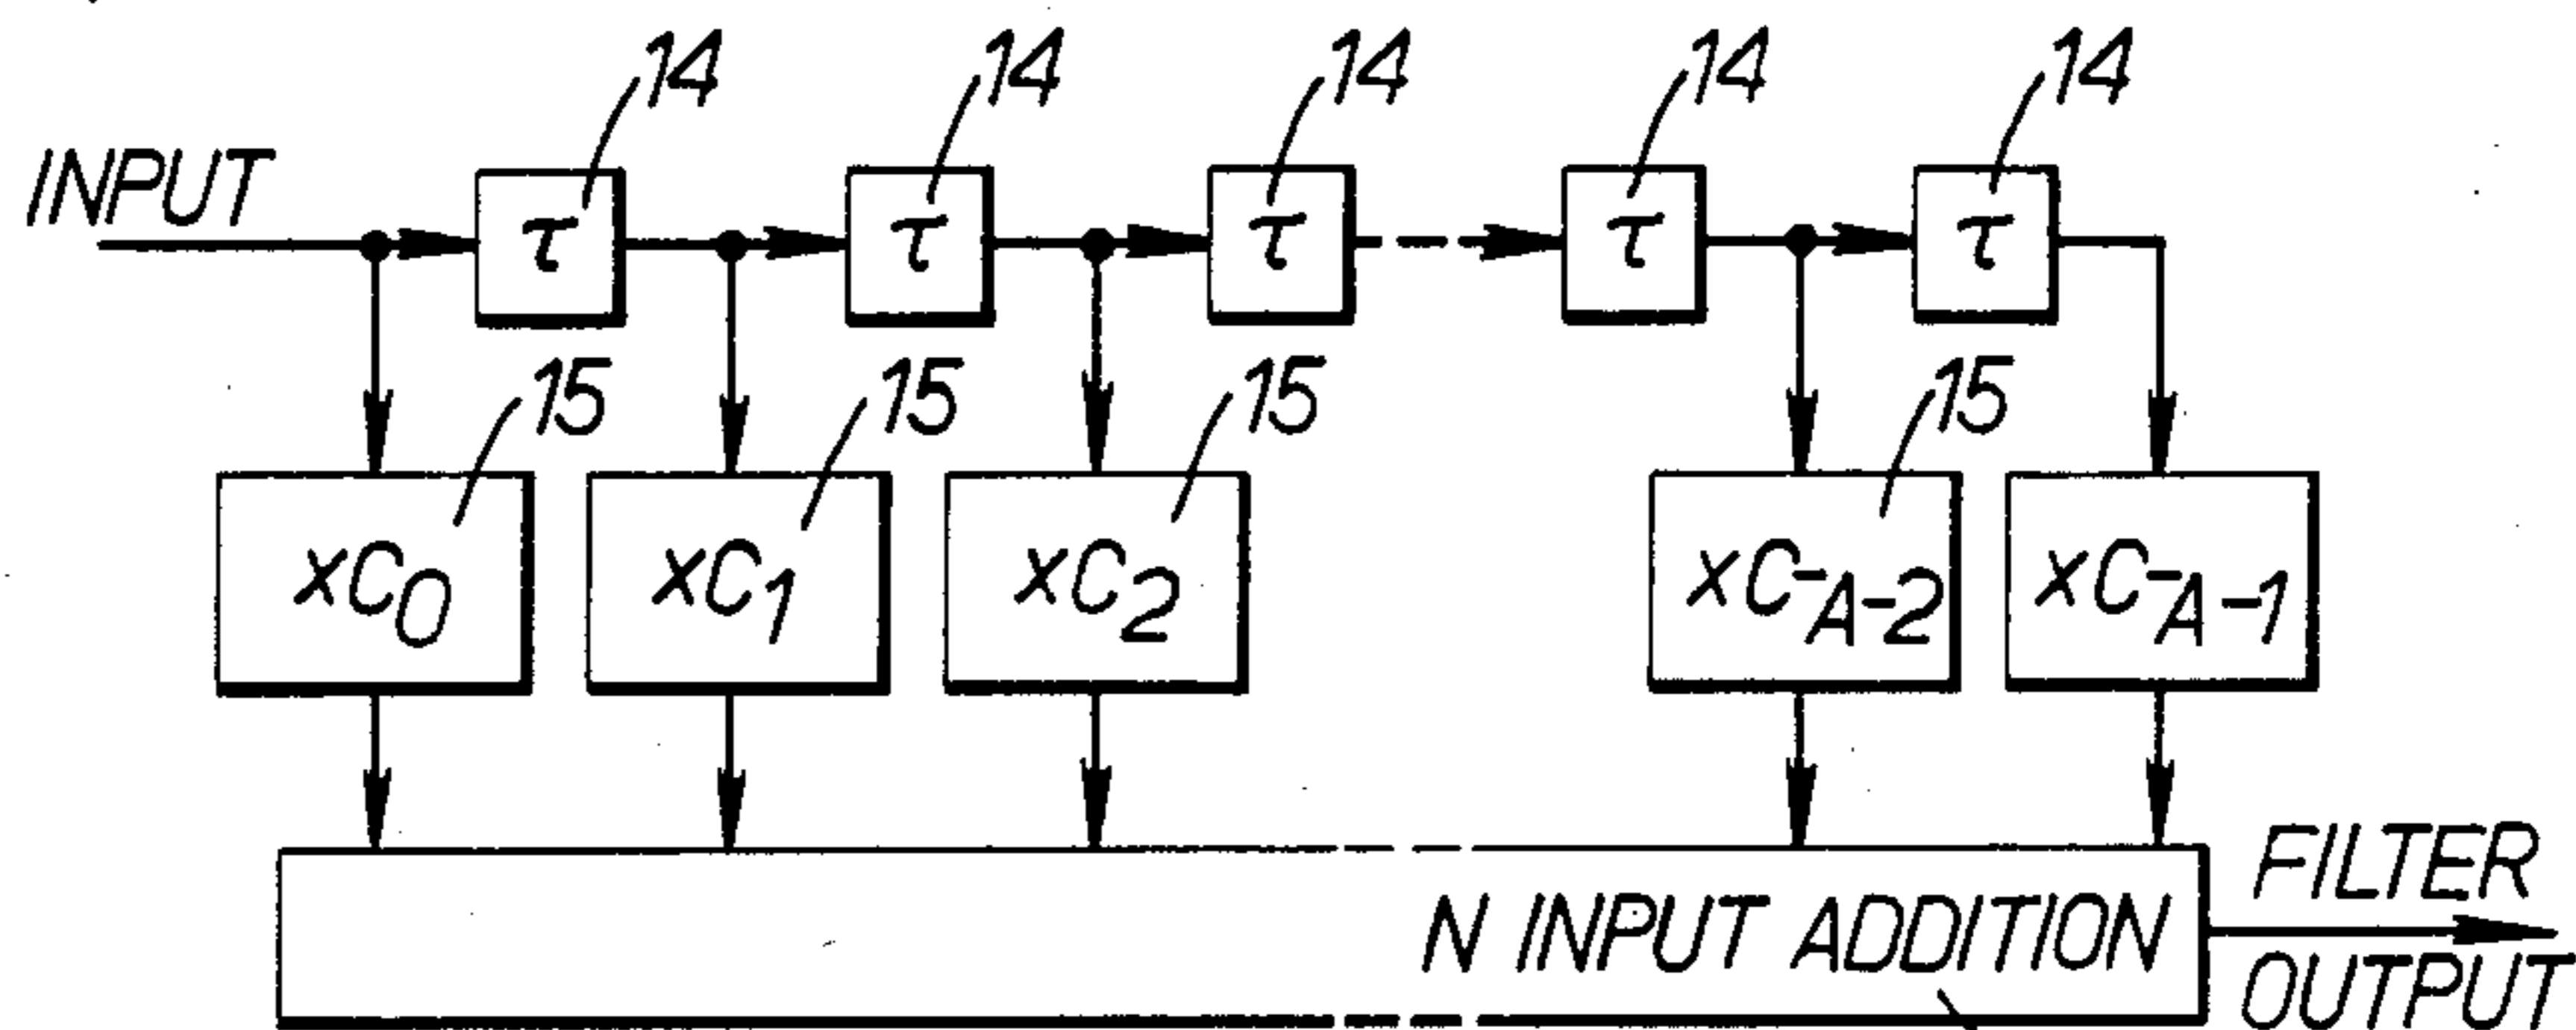 14 14 14 14 14
INPUT
τ τ τ τ τ
15 15 15 15
xC0 xC1 xC2 xC-A-2 xC-A-1
N INPUT ADDITION
FILTER
OUTPUT